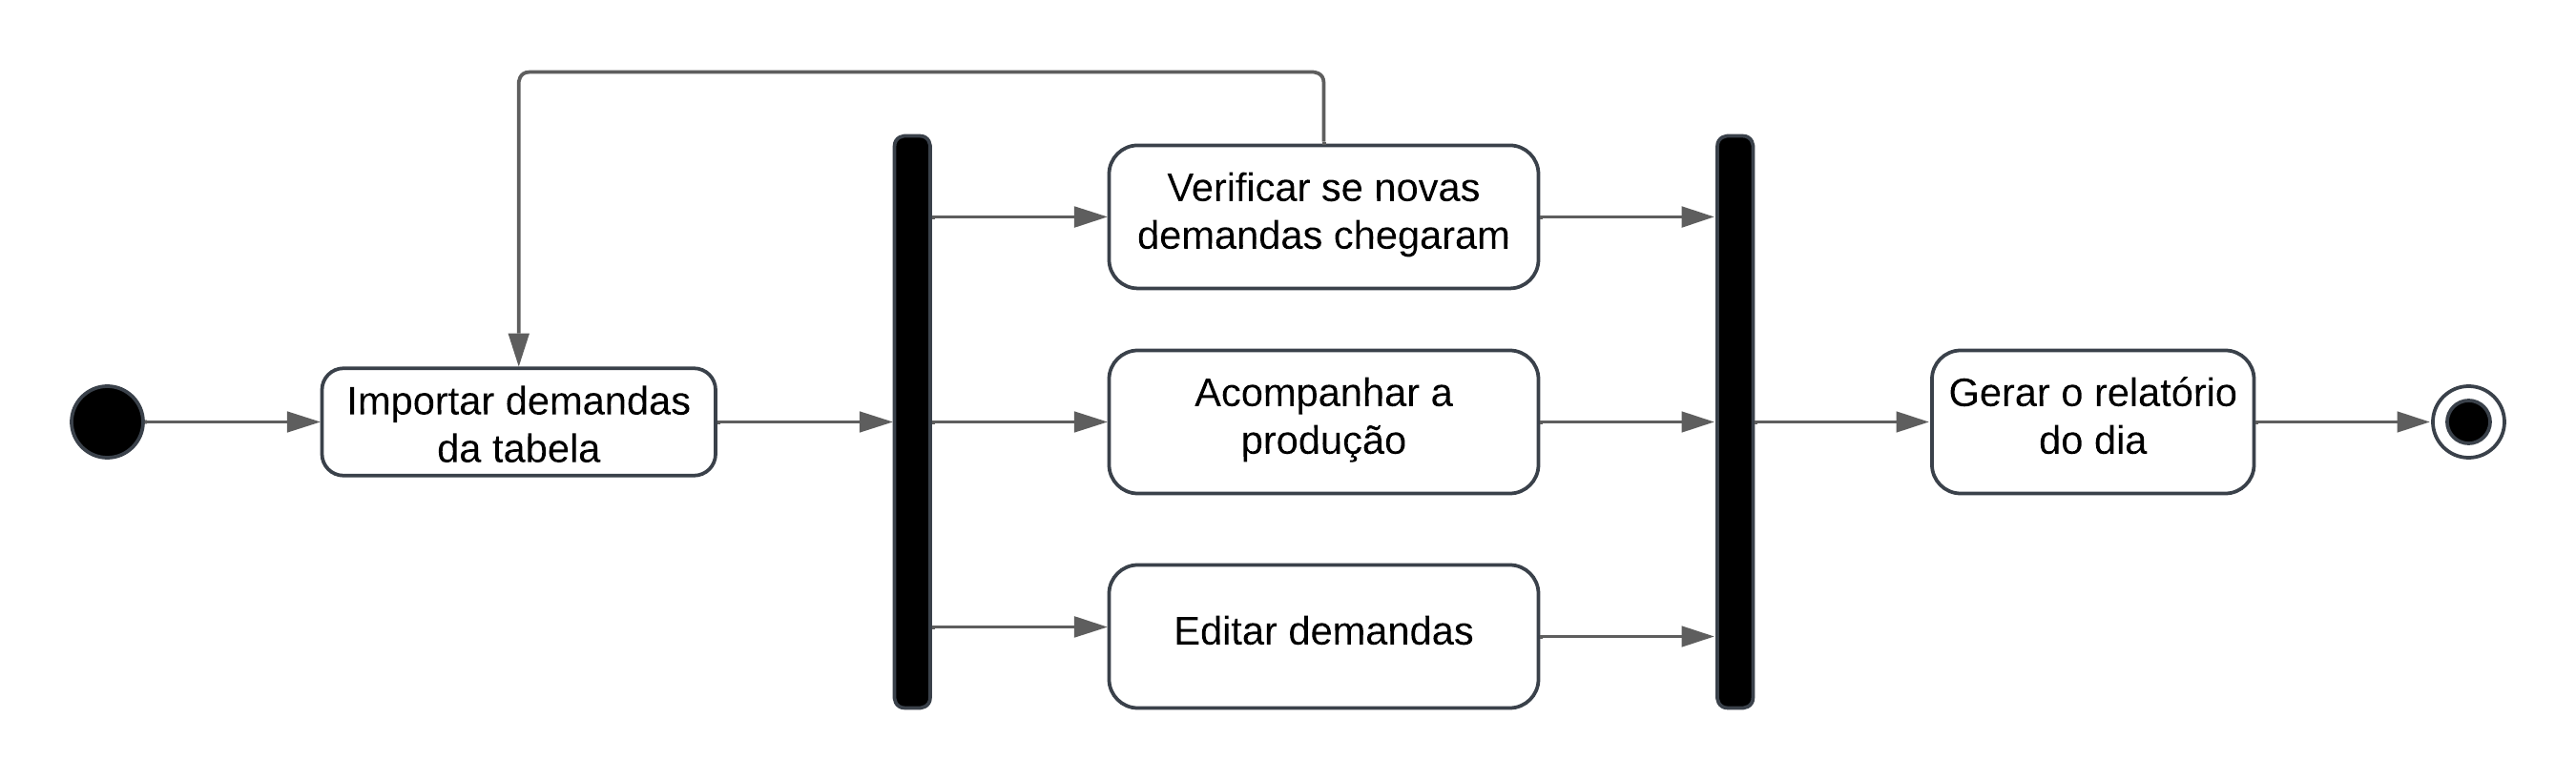 Importar demandas
da tabela
Verificar se novas
demandas chegaram
Acompanhar a
produção
Editar demandas
Gerar o relatório
do dia